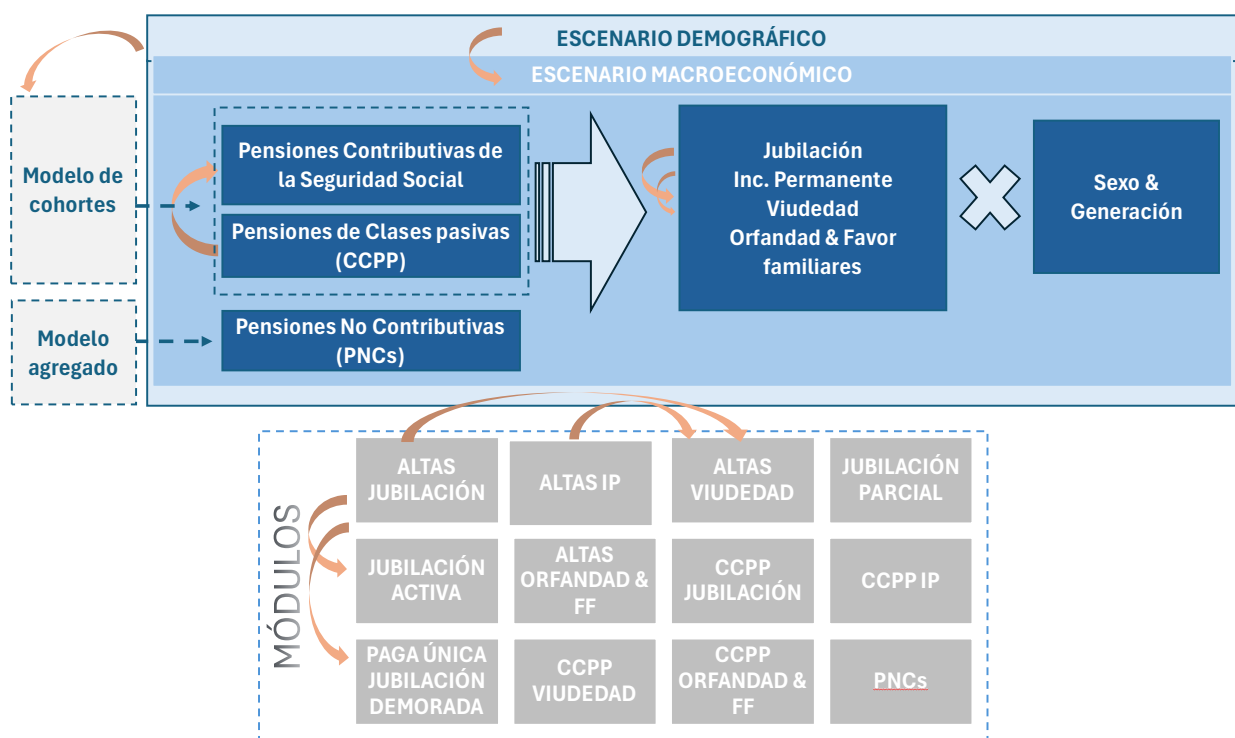 ESCENARIO DEMOGRÁFICO
ESCENARIO MACROECONÓMICO
Modelo de
cohortes
Modelo
agregado
Pensiones Contributivas de
la Seguridad Social
Pensiones de Clases pasivas
(CCPP)
Pensiones No Contributivas
(PNCs)
Jubilación
Inc. Permanente
Viudedad
Orfandad & Favor
familiares
Sexo &
Generación
MÓDULOS
ALTAS
JUBILACIÓN
ALTAS IP
ALTAS
VIUDEDAD
JUBILACIÓN
PARCIAL
JUBILACIÓN
ACTIVA
ALTAS
ORFANDAD &
FF
CCPP
JUBILACIÓN
CCPP IP
PAGA ÚNICA
JUBILACIÓN
DEMORADA
CCPP
VIUDEDAD
CCPP
ORFANDAD &
FF
PNCs